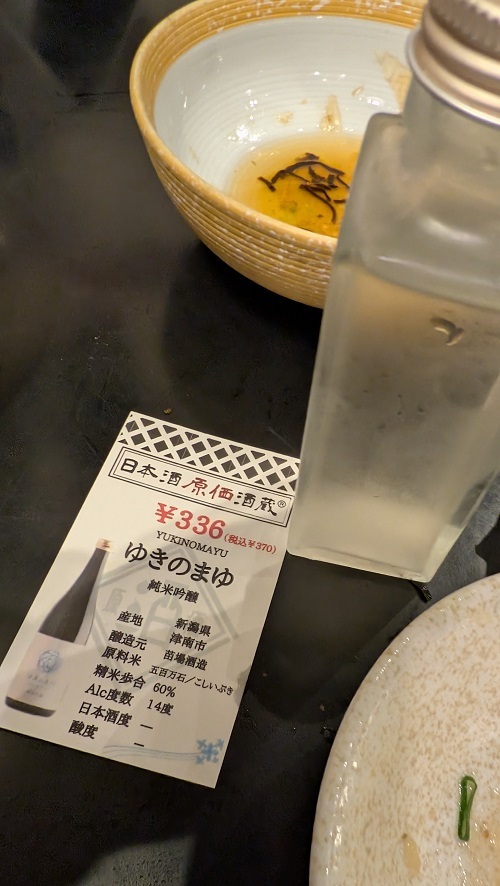 日本酒原価酒蔵®
¥336(税込¥370)
YUKINOMAYU
ゆきのまゆ
純米吟醸
産地 新潟県
醸造元 津南市
原料米 苗場酒造
精米歩合 五百万石/こしいぶき
Alc度数 60%
日本酒度 14度
酸度 —
—